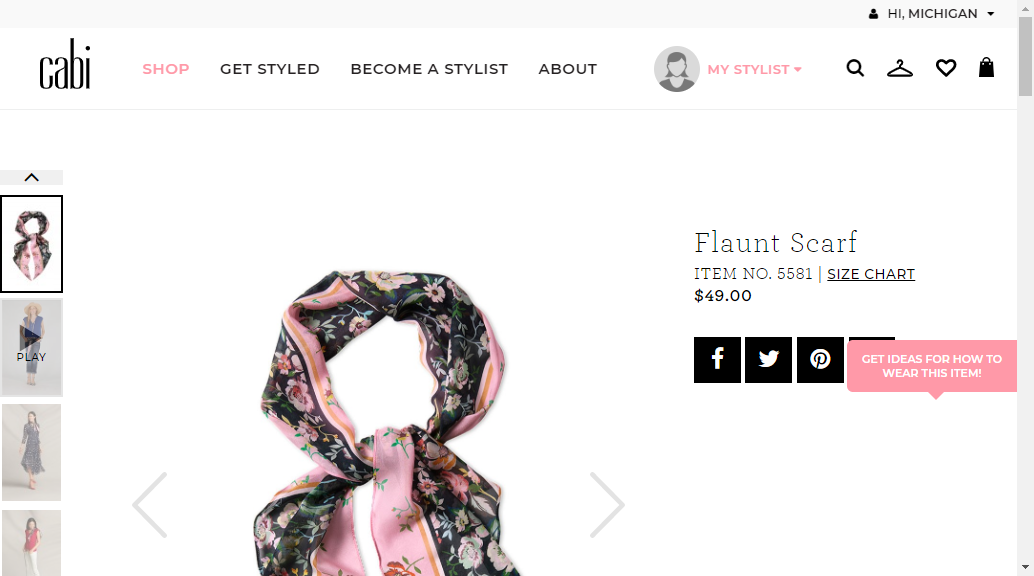 HI, MICHIGAN
cabi
SHOP
GET STYLED
BECOME A STYLIST
ABOUT
MY STYLIST
PLAY
Flaunt Scarf
ITEM NO. 5581 | SIZE CHART
$49.00
GET IDEAS FOR HOW TO
WEAR THIS ITEM!